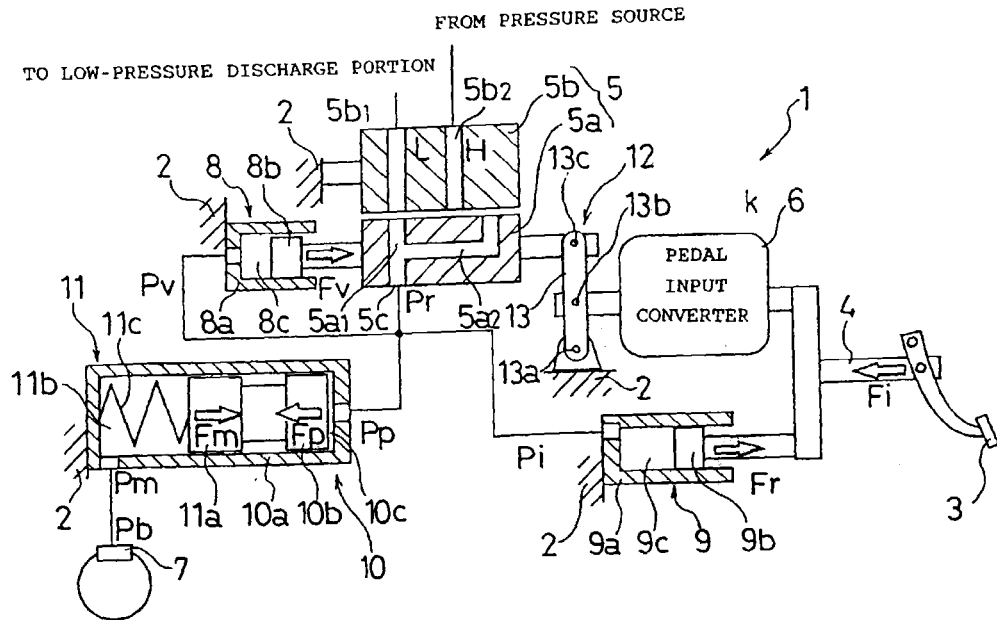 FROM PRESSURE SOURCE
TO LOW-PRESSURE DISCHARGE PORTION
5b1 5b2 5b 5
5a
1
2 L H 13c 12
2 8 8b 13b k 6
PEDAL
INPUT
CONVERTER
Pv Fv Pr
8a 8c 5a1 5c 5a2 13
11 11c 4
11b 13a 2 Fi
Fm Fp Pp Pi Fr
2 Pm 11a 10a 10b 10c 2 9a 9c 9 9b 3
Pb 10
7